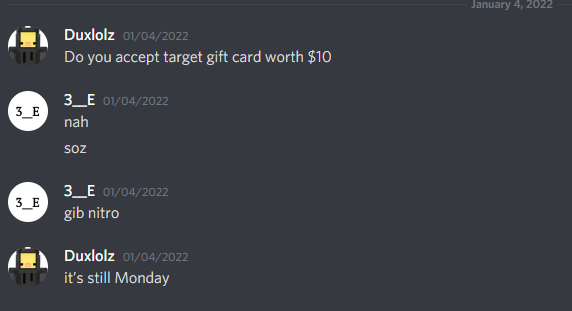 January 4, 2022
Duxlolz 01/04/2022
Do you accept target gift card worth $10
3__E
3__E 01/04/2022
nah
soz
3__E
3__E 01/04/2022
gib nitro
Duxlolz 01/04/2022
it's still Monday